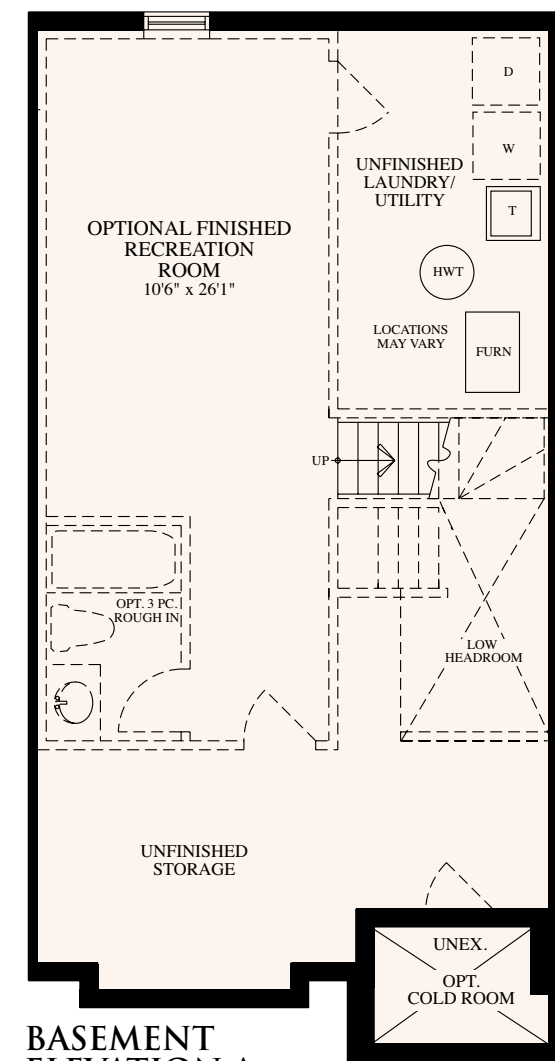 D
W
UNFINISHED
LAUNDRY/
UTILITY
T
OPTIONAL FINISHED
RECREATION
ROOM
10'6" x 26'1"
HWT
LOCATIONS
MAY VARY
FURN
UP
OPT. 3 PC.
ROUGH IN
LOW
HEADROOM
UNFINISHED
STORAGE
UNEX.
OPT.
COLD ROOM
BASEMENT
ELEVATION A